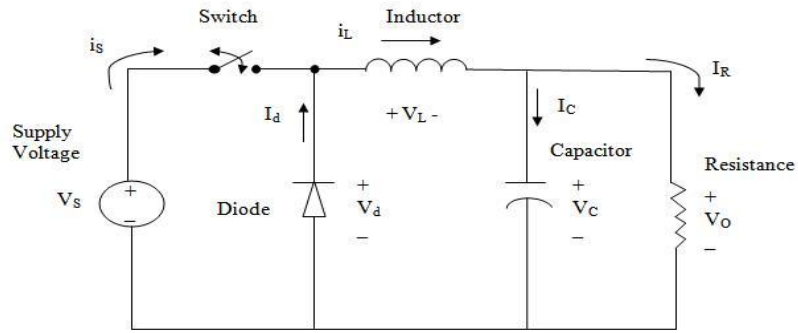 Switch
Inductor
iS
iL
IR
Id
+ VL -
IC
Supply
Voltage
Capacitor
Resistance
VS
+
−
Diode
+
Vd
−
+
VC
−
+
VO
−